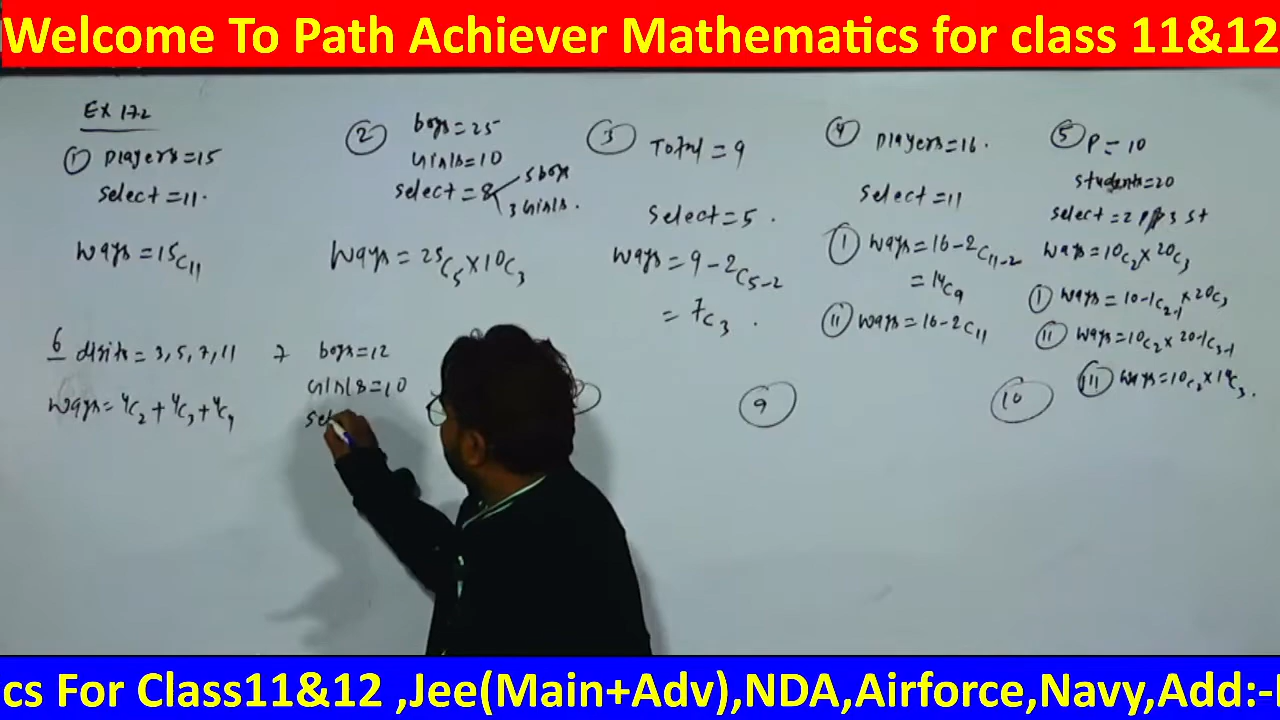 Welcome To Path Achiever Mathematics for class 11&12
EX 17.2
① Players=15
select=11.
ways=15C11
② boys=25
Girls=10
select=8 5 boys
3 Girls.
ways=25C5×10C3
③ Total=9
select=5.
ways=9-2C5-2
=7C3.
④ Players=16.
select=11
Ⓘ ways=16-2C11-2
=14C9
Ⓘⓘ ways=16-2C11
⑤ P=10
students=20
select=2 P 3 st
ways=10C2×20C3
Ⓘ ways=10-1C2-1×20C3
Ⓘⓘ ways=10C2×20-1C3-1
Ⓘⓘⓘ ways=10C2×19C3.
6 digits=3,5,7,11
ways=4C2+4C3+4C4
7 boys=12
Girls=10
sel
⑨
⑩
cs For Class11&12 ,Jee(Main+Adv),NDA,Airforce,Navy,Add:-